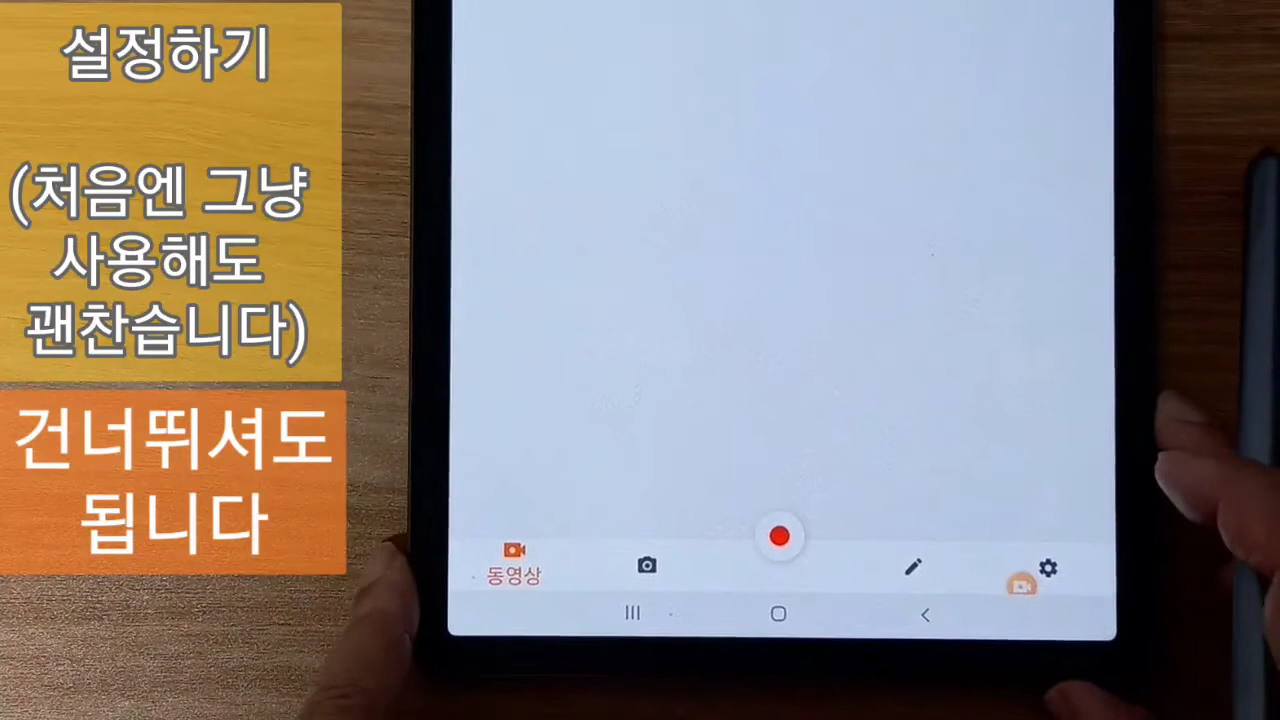 설정하기
(처음엔 그냥
사용해도
괜찬습니다)
건너뛰셔도
됩니다
동영상